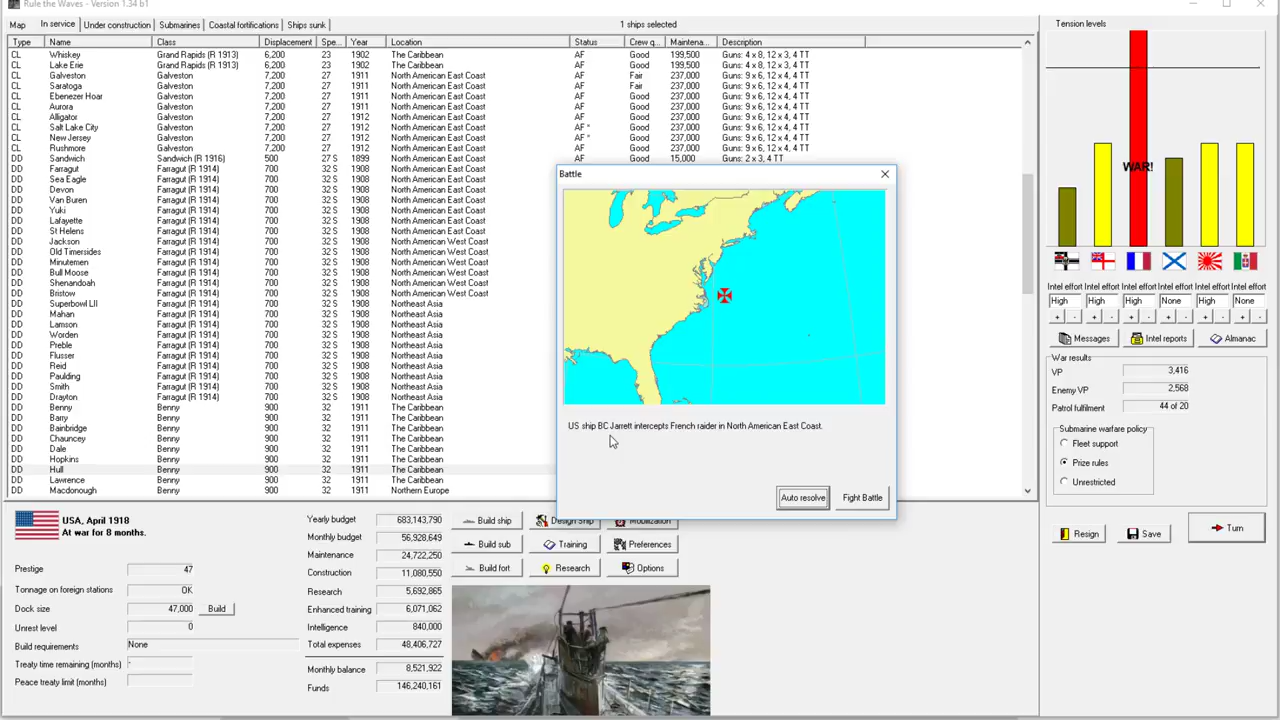 Rule the Waves - Version 1.34 b1
Map In service Under construction Submarines Coastal fortifications Ships sunk 1 ships selected
Type Name Class Displacement Spe... Year Location Status Crew q... Maintena... Description
CL Whiskey Grand Rapids (R 1913) 6,200 23 1902 The Caribbean AF Good 199,500 Guns: 4 x 8, 12 x 3, 4 TT
CL Lake Erie Grand Rapids (R 1913) 6,200 23 1902 The Caribbean AF Good 199,500 Guns: 4 x 8, 12 x 3, 4 TT
CL Galveston Galveston 7,200 27 1911 North American East Coast AF Fair 237,000 Guns: 9 x 6, 12 x 4, 4 TT
CL Saratoga Galveston 7,200 27 1911 North American East Coast AF Fair 237,000 Guns: 9 x 6, 12 x 4, 4 TT
CL Ebenezer Hoar Galveston 7,200 27 1911 North American East Coast AF Good 237,000 Guns: 9 x 6, 12 x 4, 4 TT
CL Aurora Galveston 7,200 27 1911 North American East Coast AF Good 237,000 Guns: 9 x 6, 12 x 4, 4 TT
CL Alligator Galveston 7,200 27 1912 North American East Coast AF Good 237,000 Guns: 9 x 6, 12 x 4, 4 TT
CL Salt Lake City Galveston 7,200 27 1912 North American East Coast AF * Good 237,000 Guns: 9 x 6, 12 x 4, 4 TT
CL New Jersey Galveston 7,200 27 1912 North American East Coast AF * Good 237,000 Guns: 9 x 6, 12 x 4, 4 TT
CL Rushmore Galveston 7,200 27 1912 North American East Coast AF Good 237,000 Guns: 9 x 6, 12 x 4, 4 TT
DD Sandwich Sandwich (R 1916) 500 27 S 1899 North American East Coast AF Good 15,000 Guns: 2 x 3, 4 TT
DD Farragut Farragut (R 1914) 700 32 S 1908 North American East Coast
DD Sea Eagle Farragut (R 1914) 700 32 S 1908 North American East Coast
DD Devon Farragut (R 1914) 700 32 S 1908 North American East Coast
DD Van Buren Farragut (R 1914) 700 32 S 1908 North American East Coast
DD Yuki Farragut (R 1914) 700 32 S 1908 North American East Coast
DD Lafayette Farragut (R 1914) 700 32 S 1908 North American East Coast
DD St Helens Farragut (R 1914) 700 32 S 1908 North American East Coast
DD Jackson Farragut (R 1914) 700 32 S 1908 North American West Coast
DD Old Timersides Farragut (R 1914) 700 32 S 1908 North American West Coast
DD Minutemen Farragut (R 1914) 700 32 S 1908 North American West Coast
DD Bull Moose Farragut (R 1914) 700 32 S 1908 North American West Coast
DD Shenandoah Farragut (R 1914) 700 32 S 1908 North American West Coast
DD Bristow Farragut (R 1914) 700 32 S 1908 North American West Coast
DD Superbowl LII Farragut (R 1914) 700 32 S 1908 Northeast Asia
DD Mahan Farragut (R 1914) 700 32 S 1908 Northeast Asia
DD Lamson Farragut (R 1914) 700 32 S 1908 Northeast Asia
DD Worden Farragut (R 1914) 700 32 S 1908 Northeast Asia
DD Preble Farragut (R 1914) 700 32 S 1908 Northeast Asia
DD Flusser Farragut (R 1914) 700 32 S 1908 Northeast Asia
DD Reid Farragut (R 1914) 700 32 S 1908 Northeast Asia
DD Paulding Farragut (R 1914) 700 32 S 1908 Northeast Asia
DD Smith Farragut (R 1914) 700 32 S 1908 Northeast Asia
DD Drayton Farragut (R 1914) 700 32 S 1908 Northeast Asia
DD Benny Benny 900 32 1911 The Caribbean
DD Barry Benny 900 32 1911 The Caribbean
DD Bainbridge Benny 900 32 1911 The Caribbean
DD Chauncey Benny 900 32 1911 The Caribbean
DD Dale Benny 900 32 1911 The Caribbean
DD Hopkins Benny 900 32 1911 The Caribbean
DD Hull Benny 900 32 1911 The Caribbean
DD Lawrence Benny 900 32 1911 The Caribbean
DD Macdonough Benny 900 32 1911 Northern Europe
Battle
US ship BC Jarrett intercepts French raider in North American East Coast.
Auto resolve Fight Battle
Tension levels
WAR!
Intel effort Intel effort Intel effort Intel effort Intel effort Intel effort
High High High None High None
+ - + - + - + - + - + -
Messages Intel reports Almanac
War results
VP 3,416
Enemy VP 2,568
Patrol fulfilment 44 of 20
Submarine warfare policy
Fleet support
Prize rules
Unrestricted
Resign Save Turn
USA, April 1918
At war for 8 months.
Prestige 47
Tonnage on foreign stations OK
Dock size 47,000 Build
Unrest level 0
Build requirements None
Treaty time remaining (months) -
Peace treaty limit (months)
Yearly budget 683,143,790
Monthly budget 56,928,649
Maintenance 24,722,250
Construction 11,080,550
Research 5,692,865
Enhanced training 6,071,062
Intelligence 840,000
Total expenses 48,406,727
Monthly balance 8,521,922
Funds 146,240,161
Build ship Design Ship Mobilization
Build sub Training Preferences
Build fort Research Options